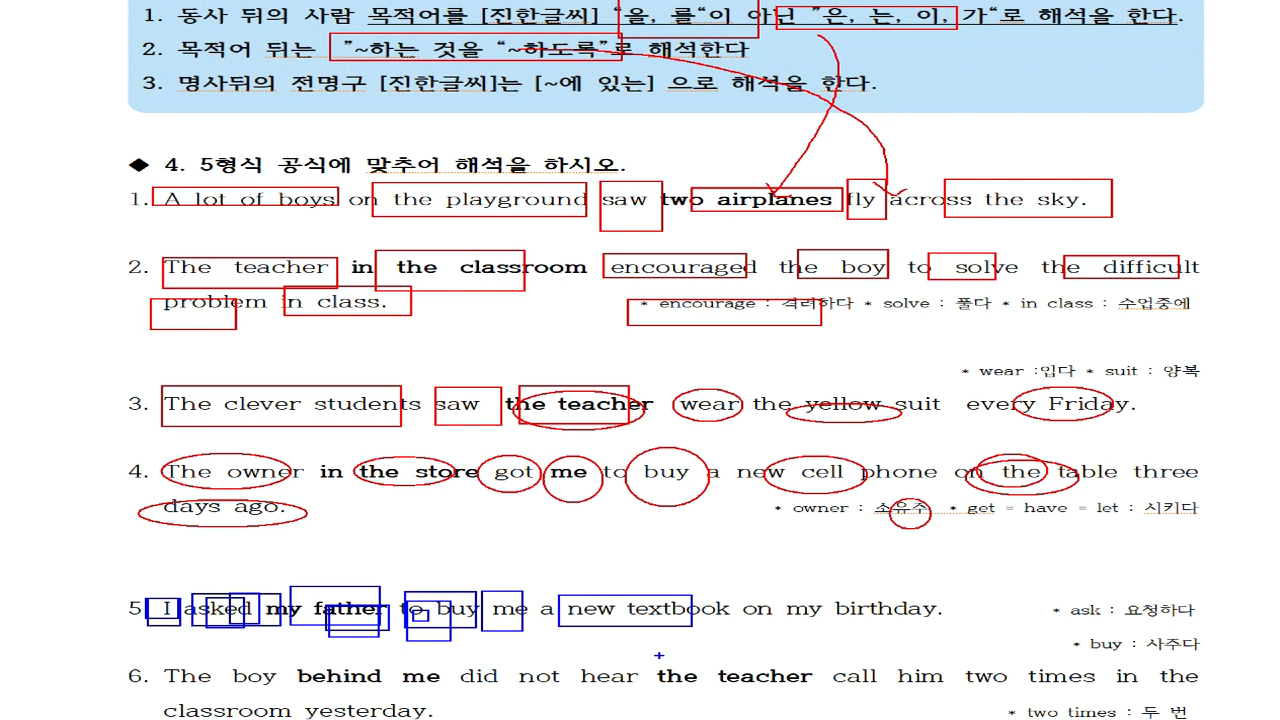 1. 동사 뒤의 사람 목적어를 [진한글씨] “을, 를“이 아닌 ”은, 는, 이, 가“로 해석을 한다.
2. 목적어 뒤는 ”~하는 것을 “~하도록”로 해석한다
3. 명사뒤의 전명구 [진한글씨]는 [~에 있는] 으로 해석을 한다.
◆ 4. 5형식 공식에 맞추어 해석을 하시오.
1. A lot of boys on the playground saw two airplanes fly across the sky.
2. The teacher in the classroom encouraged the boy to solve the difficult
problem in class. * encourage : 격려하다 * solve : 풀다 * in class : 수업중에
* wear :입다 * suit : 양복
3. The clever students saw the teacher wear the yellow suit every Friday.
4. The owner in the store got me to buy a new cell phone on the table three
days ago. * owner : 소유주 * get = have = let : 시키다
5. I asked my father to buy me a new textbook on my birthday. * ask : 요청하다
* buy : 사주다
6. The boy behind me did not hear the teacher call him two times in the
classroom yesterday. * two times : 두 번